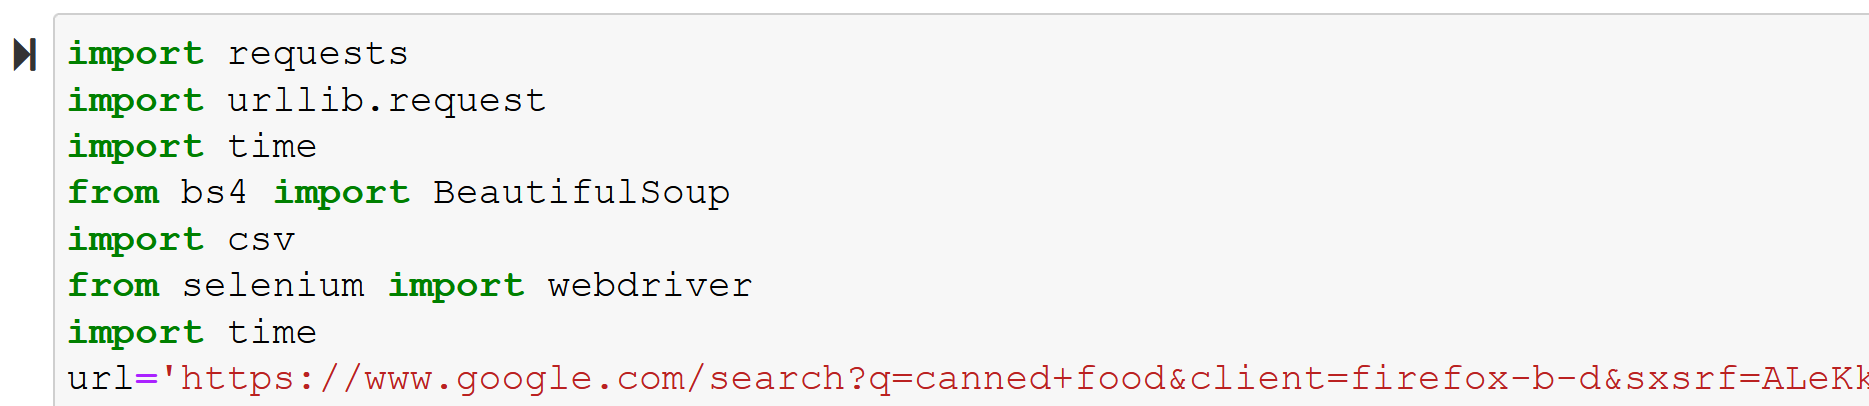 import requests
import urllib.request
import time
from bs4 import BeautifulSoup
import csv
from selenium import webdriver
import time
url='https://www.google.com/search?q=canned+food&client=firefox-b-d&sxsrf=ALeKk